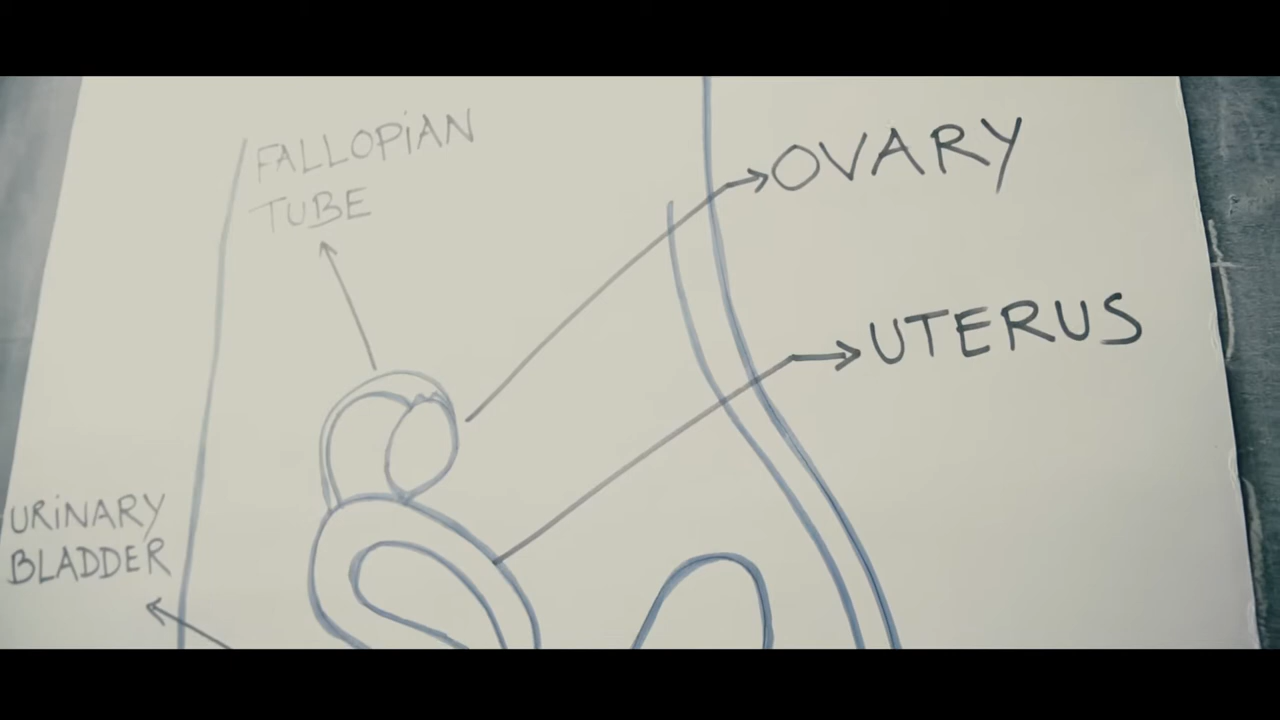 FALLOPiAN
TUBE
OVARY
UTERUS
URiNARY
BLADDER